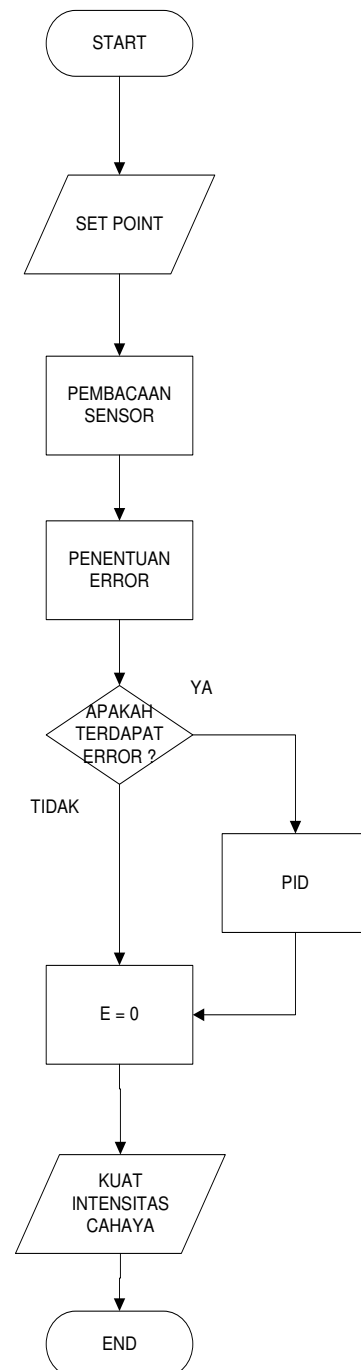 START
SET POINT
PEMBACAAN
SENSOR
PENENTUAN
ERROR
YA
APAKAH
TERDAPAT
ERROR ?
TIDAK
PID
E = 0
KUAT
INTENSITAS
CAHAYA
END